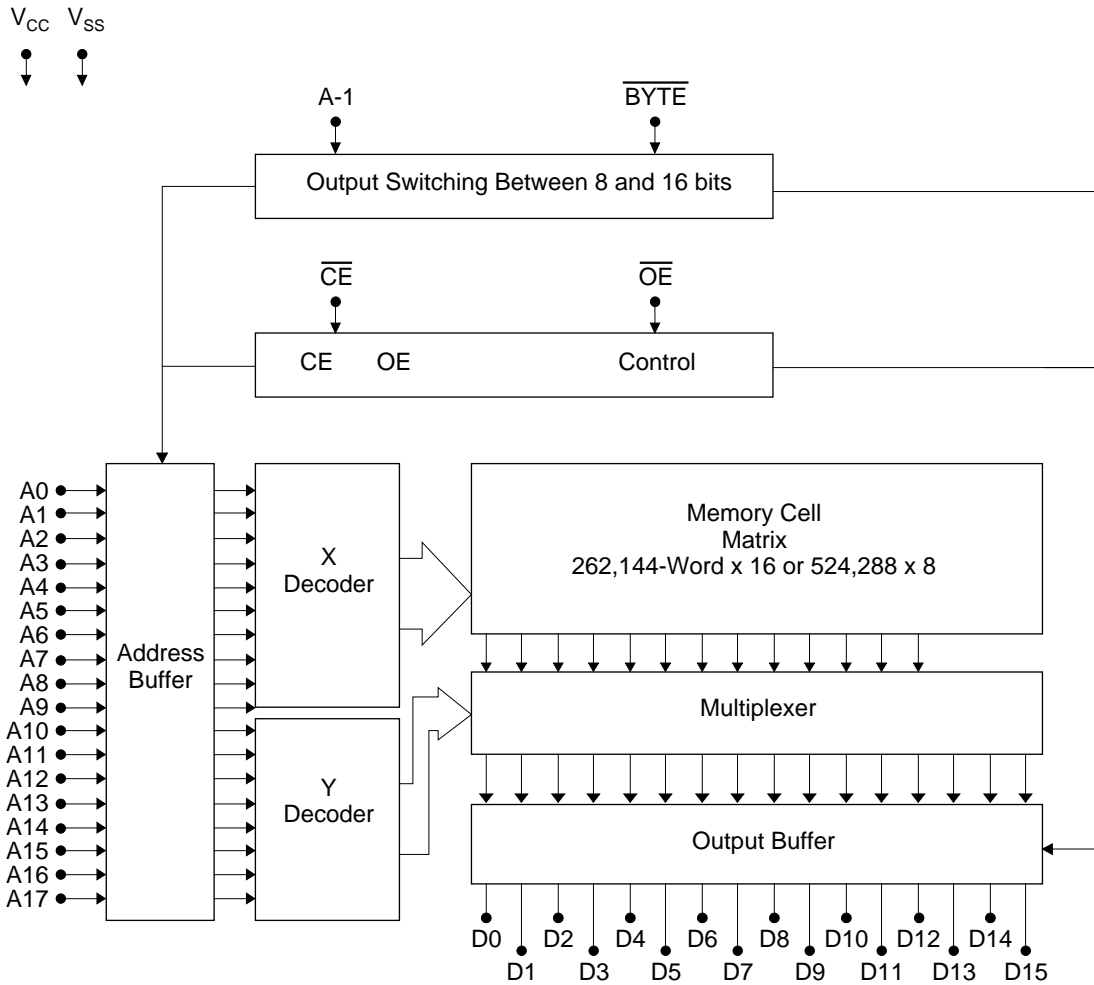 VCC VSS
A-1 BYTE
Output Switching Between 8 and 16 bits
CE OE
CE OE Control
A0
A1
A2
A3
A4
A5
A6
A7
A8
A9
A10
A11
A12
A13
A14
A15
A16
A17
Address
Buffer
X
Decoder
Y
Decoder
Memory Cell
Matrix
262,144-Word x 16 or 524,288 x 8
Multiplexer
Output Buffer
D0 D2 D4 D6 D8 D10 D12 D14
D1 D3 D5 D7 D9 D11 D13 D15